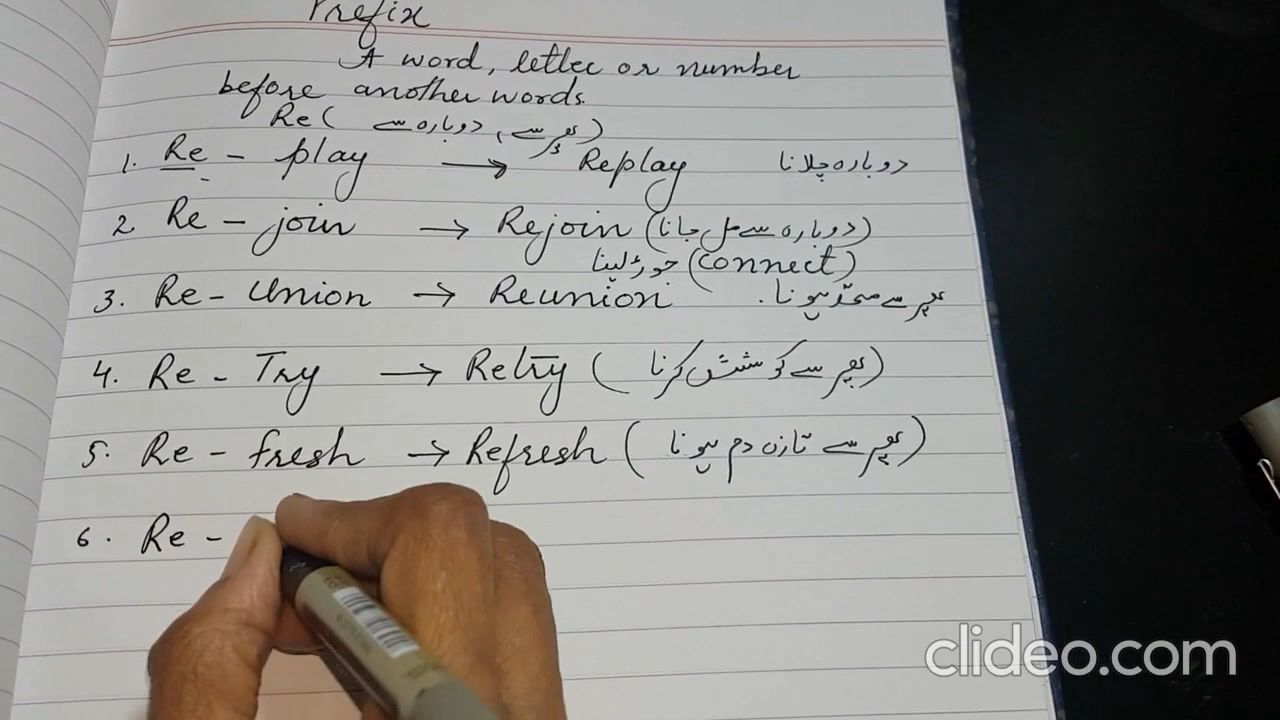 Prefix
A word, letter or number
before another words.
Re ( پھر سے , دوبارہ سے )
1. Re - play → Replay دوبارہ چلانا
2. Re - join → Rejoin (دوبارہ سے مل جانا)
جوڑ لینا (connect)
3. Re - Union → Reunion پھر سے متحد ہونا.
4. Re - Try → Retry (پھر سے کوشش کرنا)
5. Re - fresh → Refresh (پھر سے تازہ دم ہونا)
6. Re -
clideo.com